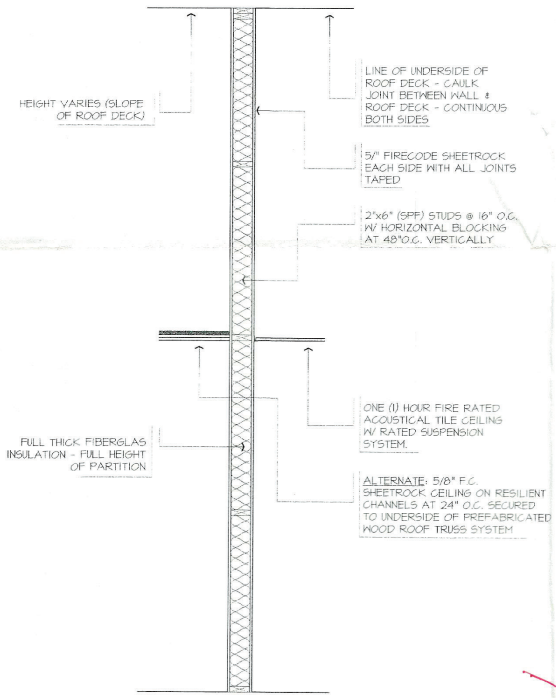 LINE OF UNDERSIDE OF
ROOF DECK - CAULK
JOINT BETWEEN WALL &
ROOF DECK - CONTINUOUS
BOTH SIDES
HEIGHT VARIES (SLOPE
OF ROOF DECK)
5/" FIRECODE SHEETROCK
EACH SIDE WITH ALL JOINTS
TAPED
2"x6" (SPF) STUDS @ 16" O.C.
W/ HORIZONTAL BLOCKING
AT 48"O.C. VERTICALLY
ONE (1) HOUR FIRE RATED
ACOUSTICAL TILE CEILING
W/ RATED SUSPENSION
SYSTEM.
FULL THICK FIBERGLAS
INSULATION - FULL HEIGHT
OF PARTITION
ALTERNATE: 5/8" F.C.
SHEETROCK CEILING ON RESILIENT
CHANNELS AT 24" O.C. SECURED
TO UNDERSIDE OF PREFABRICATED
WOOD ROOF TRUSS SYSTEM